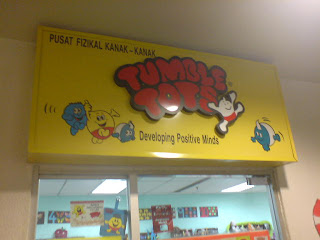 PUSAT FIZIKAL KANAK - KANAK
TUMBLE
TOTS
Developing Positive Minds